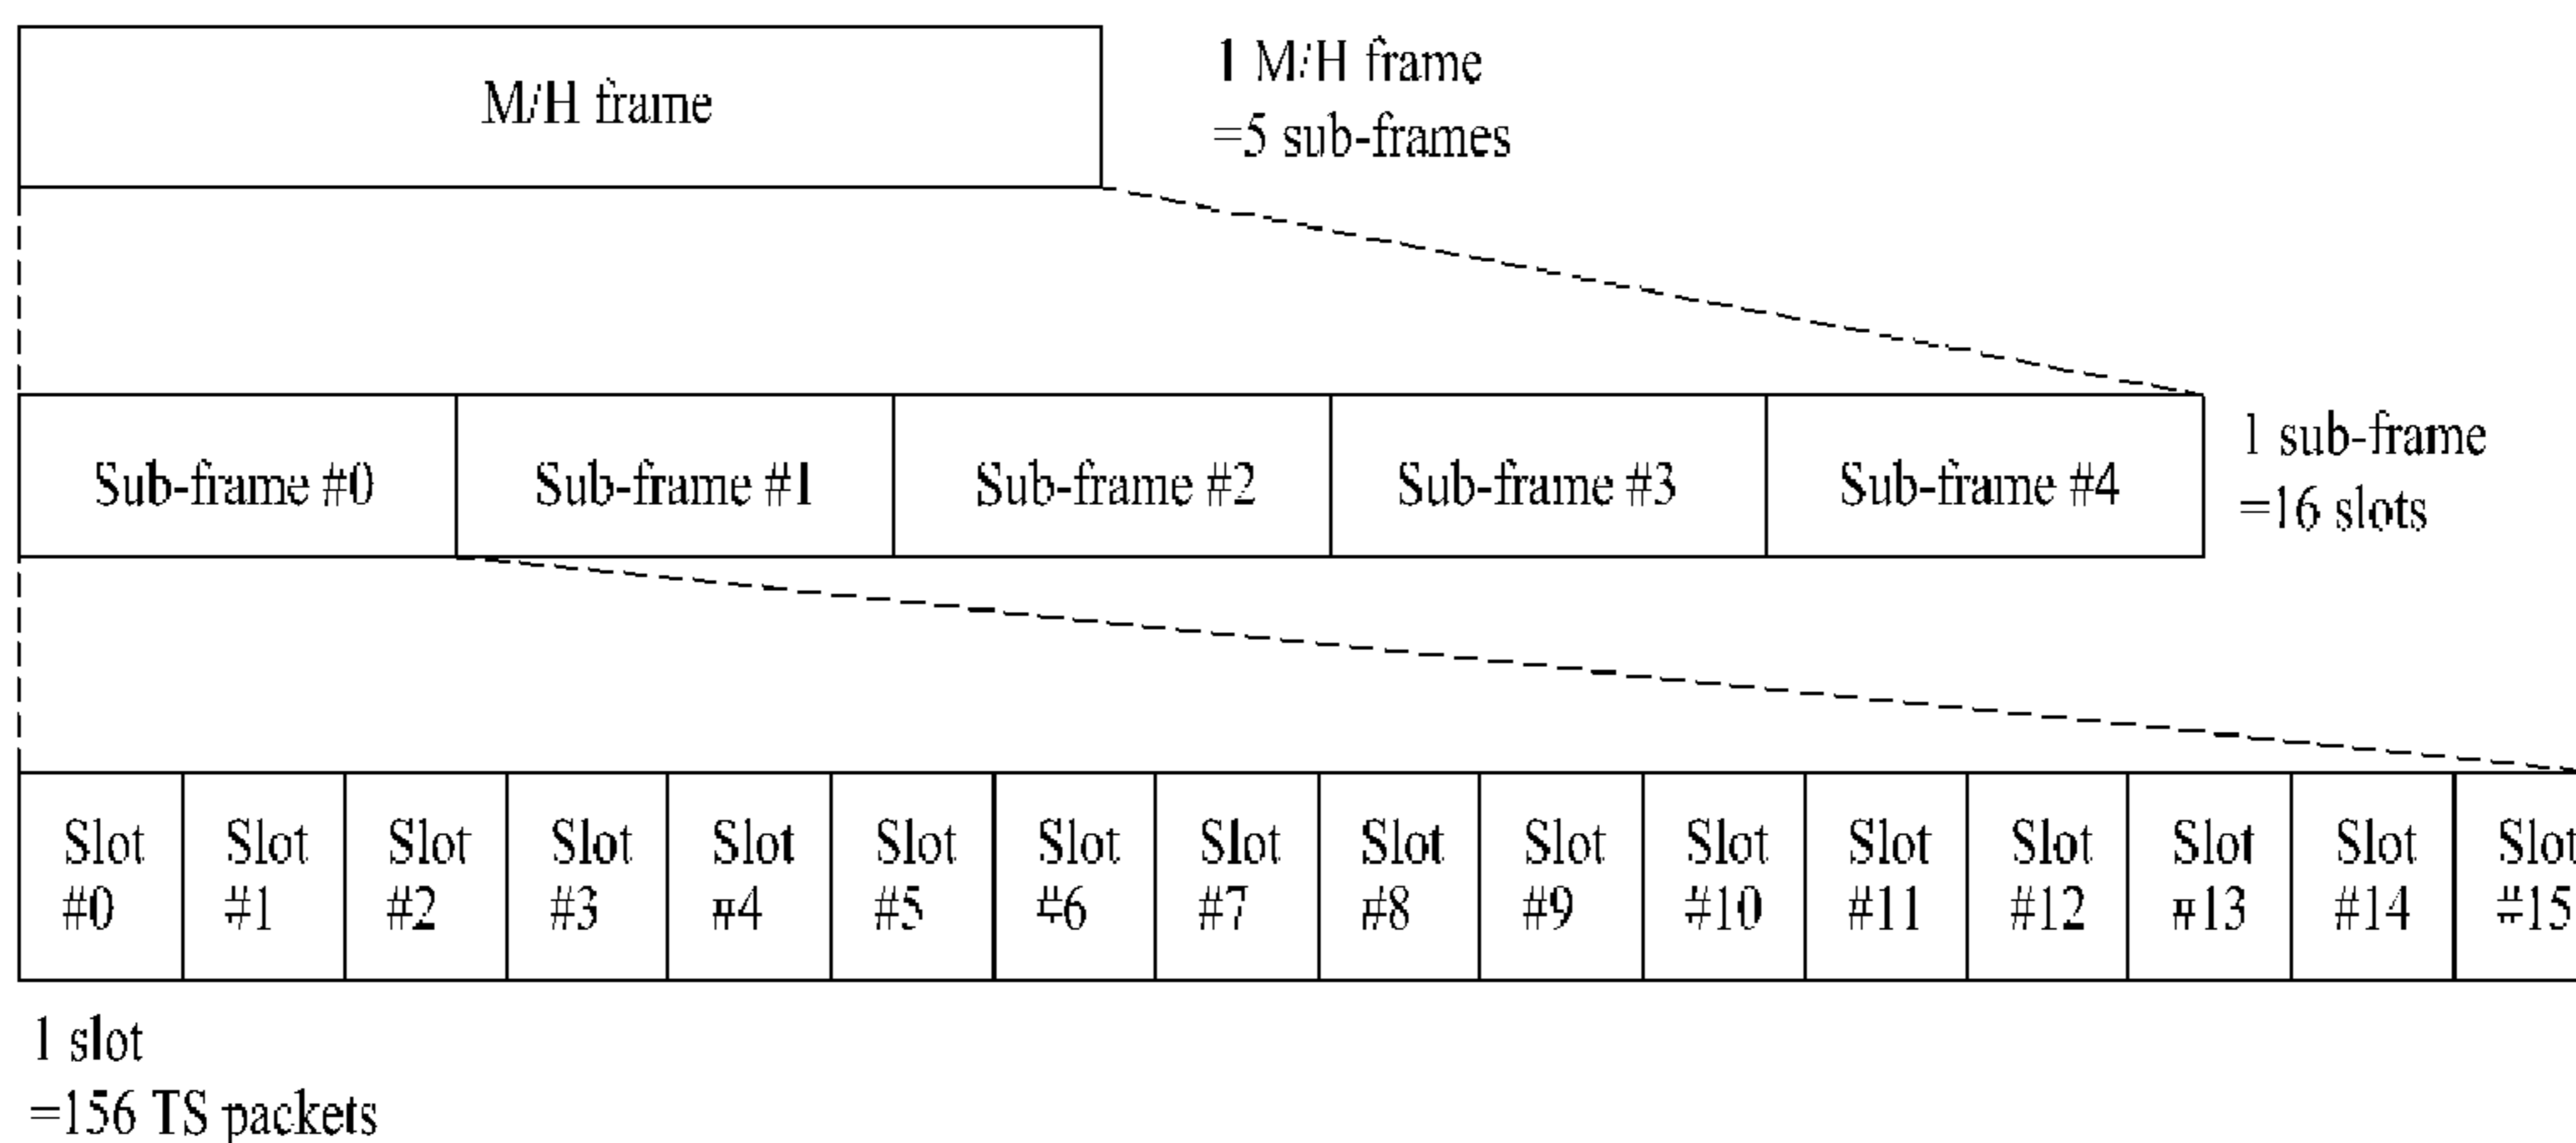 M/H frame
1 M/H frame
=5 sub-frames
Sub-frame #0
Sub-frame #1
Sub-frame #2
Sub-frame #3
Sub-frame #4
1 sub-frame
=16 slots
Slot
#0
Slot
#1
Slot
#2
Slot
#3
Slot
#4
Slot
#5
Slot
#6
Slot
#7
Slot
#8
Slot
#9
Slot
#10
Slot
#11
Slot
#12
Slot
#13
Slot
#14
Slot
#15
1 slot
=156 TS packets